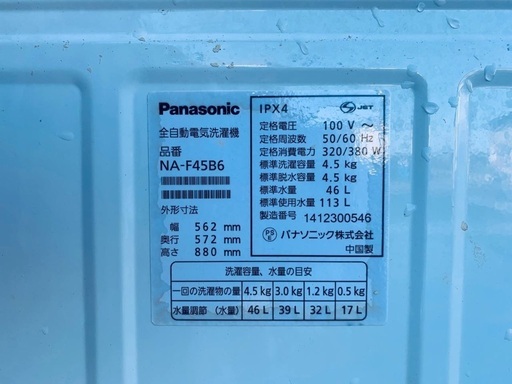 Panasonic
全自動電気洗濯機
品番
NA-F45B6
外形寸法
幅 562 mm
奥行 572 mm
高さ 880 mm
IPX4
JET
定格電圧 100 V ～
定格周波数 50/60 Hz
定格消費電力 320/380 W
標準洗濯容量 4.5 kg
標準脱水容量 4.5 kg
標準水量 46 L
標準使用水量 113 L
製造番号 1412300546
PS E パナソニック株式会社
中国製
洗濯容量、水量の目安
一回の洗濯物の量 4.5 kg 3.0 kg 1.2 kg 0.5 kg
水量調節（水量） 46 L 39 L 32 L 17 L